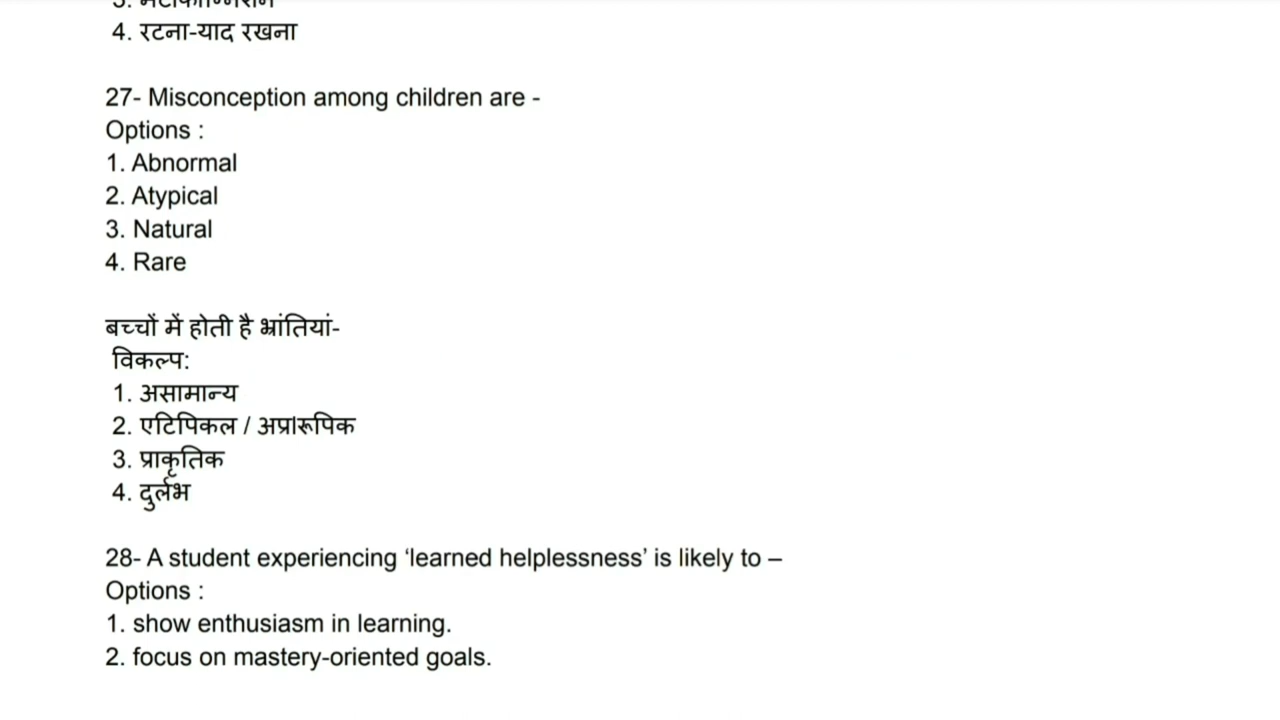 4. रटना-याद रखना
27- Misconception among children are -
Options :
1. Abnormal
2. Atypical
3. Natural
4. Rare
बच्चों में होती है भ्रांतियां-
विकल्प:
1. असामान्य
2. एटिपिकल / अप्रारूपिक
3. प्राकृतिक
4. दुर्लभ
28- A student experiencing ‘learned helplessness’ is likely to –
Options :
1. show enthusiasm in learning.
2. focus on mastery-oriented goals.